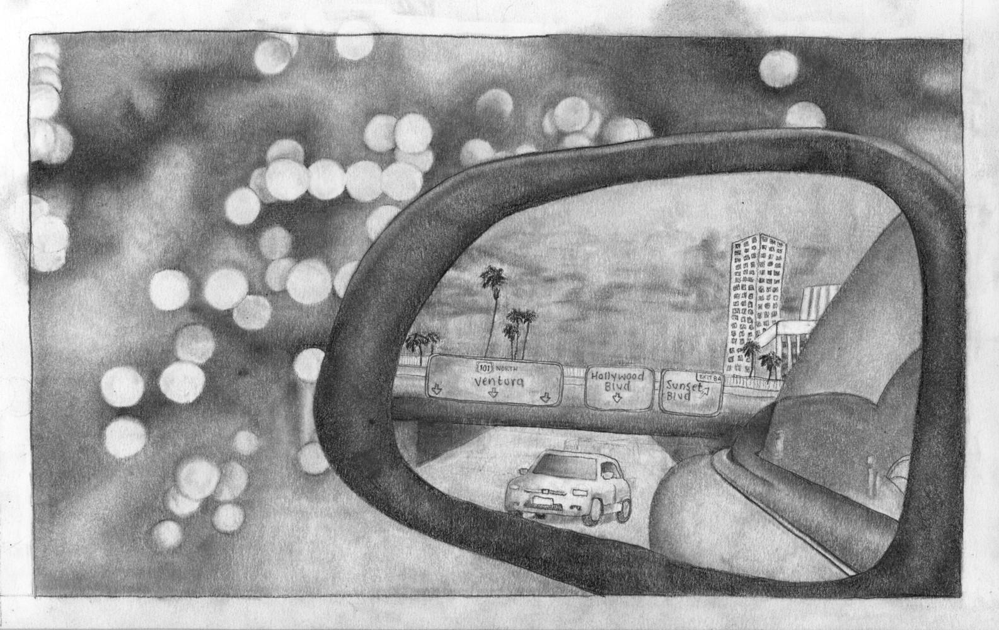 101 NORTH
Ventura
Hollywood
Blvd
EXIT 8A
Sunset
Blvd